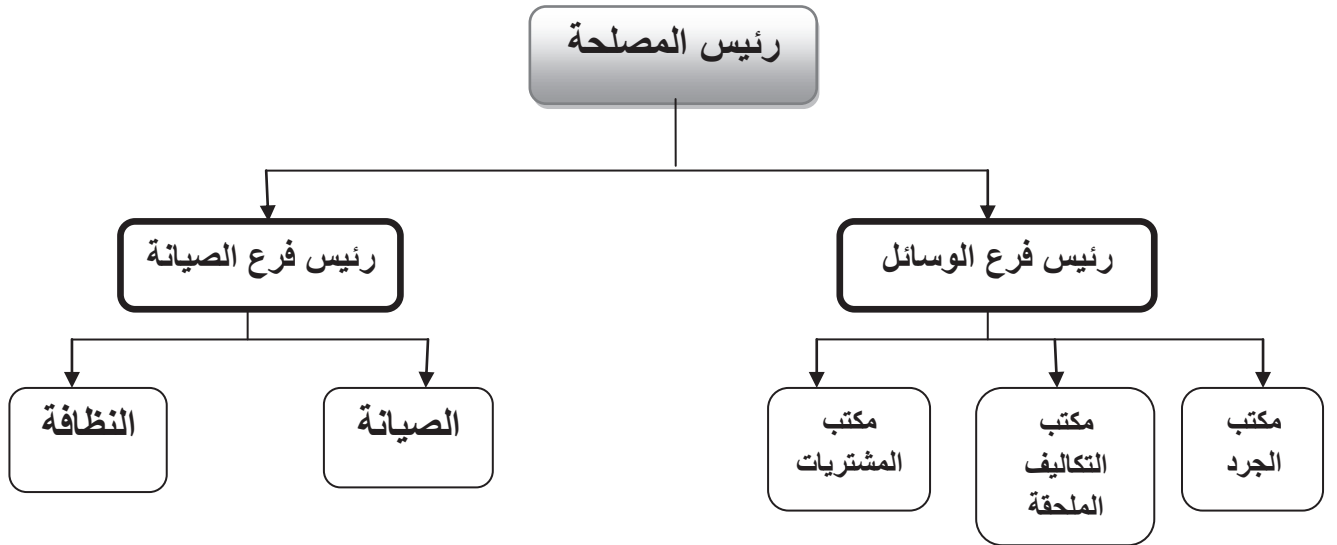 رئيس المصلحة
رئيس فرع الوسائل
رئيس فرع الصيانة
مكتب
الجرد
مكتب
التكاليف
الملحقة
مكتب
المشتريات
الصيانة
النظافة